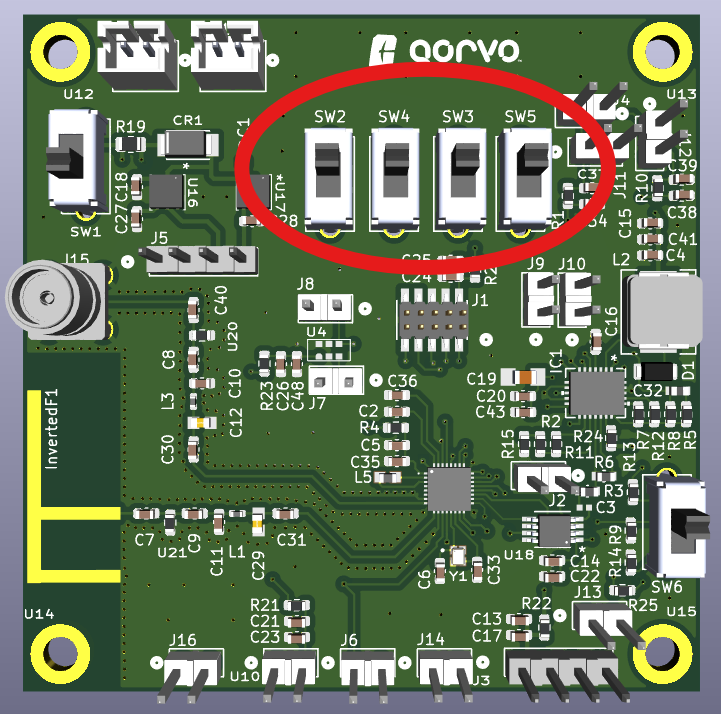 Qorvo
U12
U13
SW2
SW4
SW3
SW5
R19
CR1
C18
C27
*
U16
*U17
C28
SW1
J11
R10
C39
C38
J5
J15
C15
C41
C4
L2
C24
J8
J9
J10
J1
C40
U20
C16
U4
C8
C10
L3
C12
C30
R23
C26
C48
J7
C36
C2
R4
C5
C35
L5
C19
C20
C43
IC1
*
D1
C32
R7
R12
R8
R5
R15
R2
R11
R24
R6
R13
R3
C3
J2
InvertedF1
C7
U21
C9
C11
L1
C29
C31
C6
Y1
C33
U18
*
C14
C22
R9
R14
SW6
J13
R25
U14
U15
R21
C21
C23
C13
C17
R22
J16
U10
J6
J14
J3